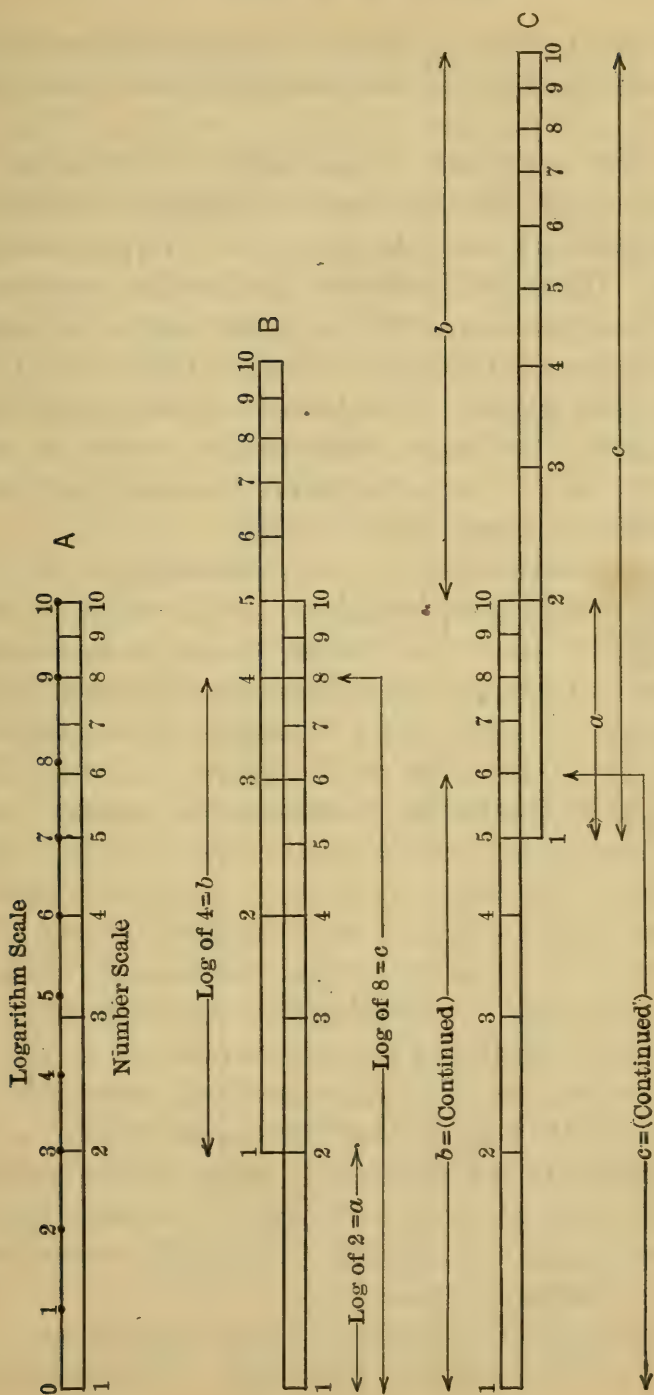 Logarithm Scale
0 1 2 3 4 5 6 7 8 9 10
A
1 2 3 4 5 6 7 8 9 10
Number Scale
Log of 4=b
1 2 3 4 5 6 7 8 9 10
B
1 2 3 4 5 6 7 8 9 10
Log of 2=a
Log of 8=c
b=(Continued) b
2 3 4 5 6 7 8 9 10
C
1 2 3 4 5 6 7 8 9 10
a
c
c=(Continued)